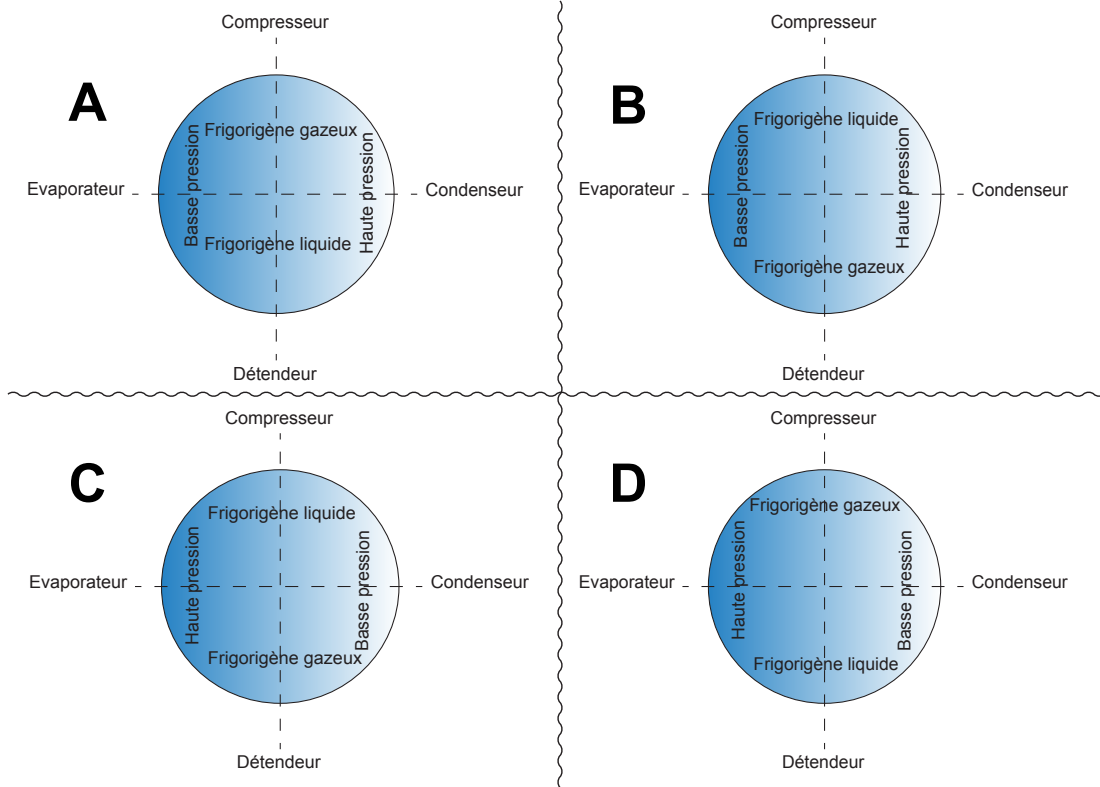 Compresseur
A
Frigorigène gazeux
Basse pression
Haute pression
Evaporateur
Condenseur
Frigorigène liquide
Détendeur
Compresseur
B
Frigorigène liquide
Basse pression
Haute pression
Evaporateur
Condenseur
Frigorigène gazeux
Détendeur
Compresseur
C
Frigorigène liquide
Haute pression
Basse pression
Evaporateur
Condenseur
Frigorigène gazeux
Détendeur
Compresseur
D
Frigorigène gazeux
Haute pression
Basse pression
Evaporateur
Condenseur
Frigorigène liquide
Détendeur